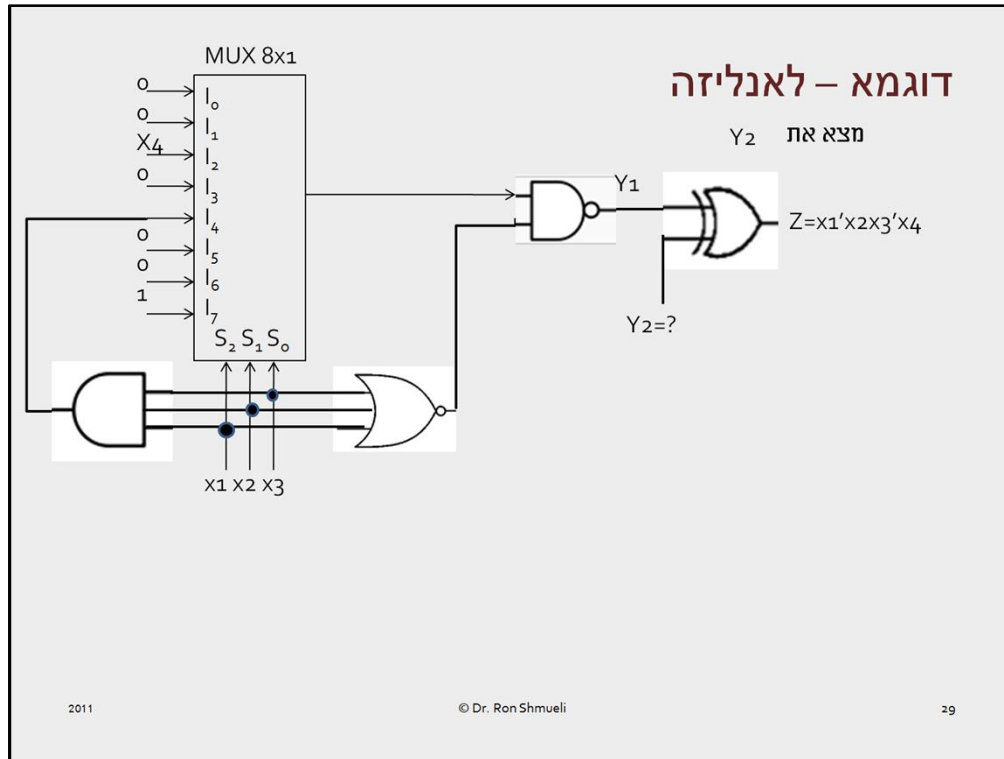 דוגמא – לאנליזה
מצא את Y2
MUX 8x1
0 I0
0 I1
X4 I2
0 I3
I4
0 I5
0 I6
1 I7
S2 S1 S0
x1 x2 x3
Y1
Z=x1'x2x3'x4
Y2=?
2011
© Dr. Ron Shmueli
29